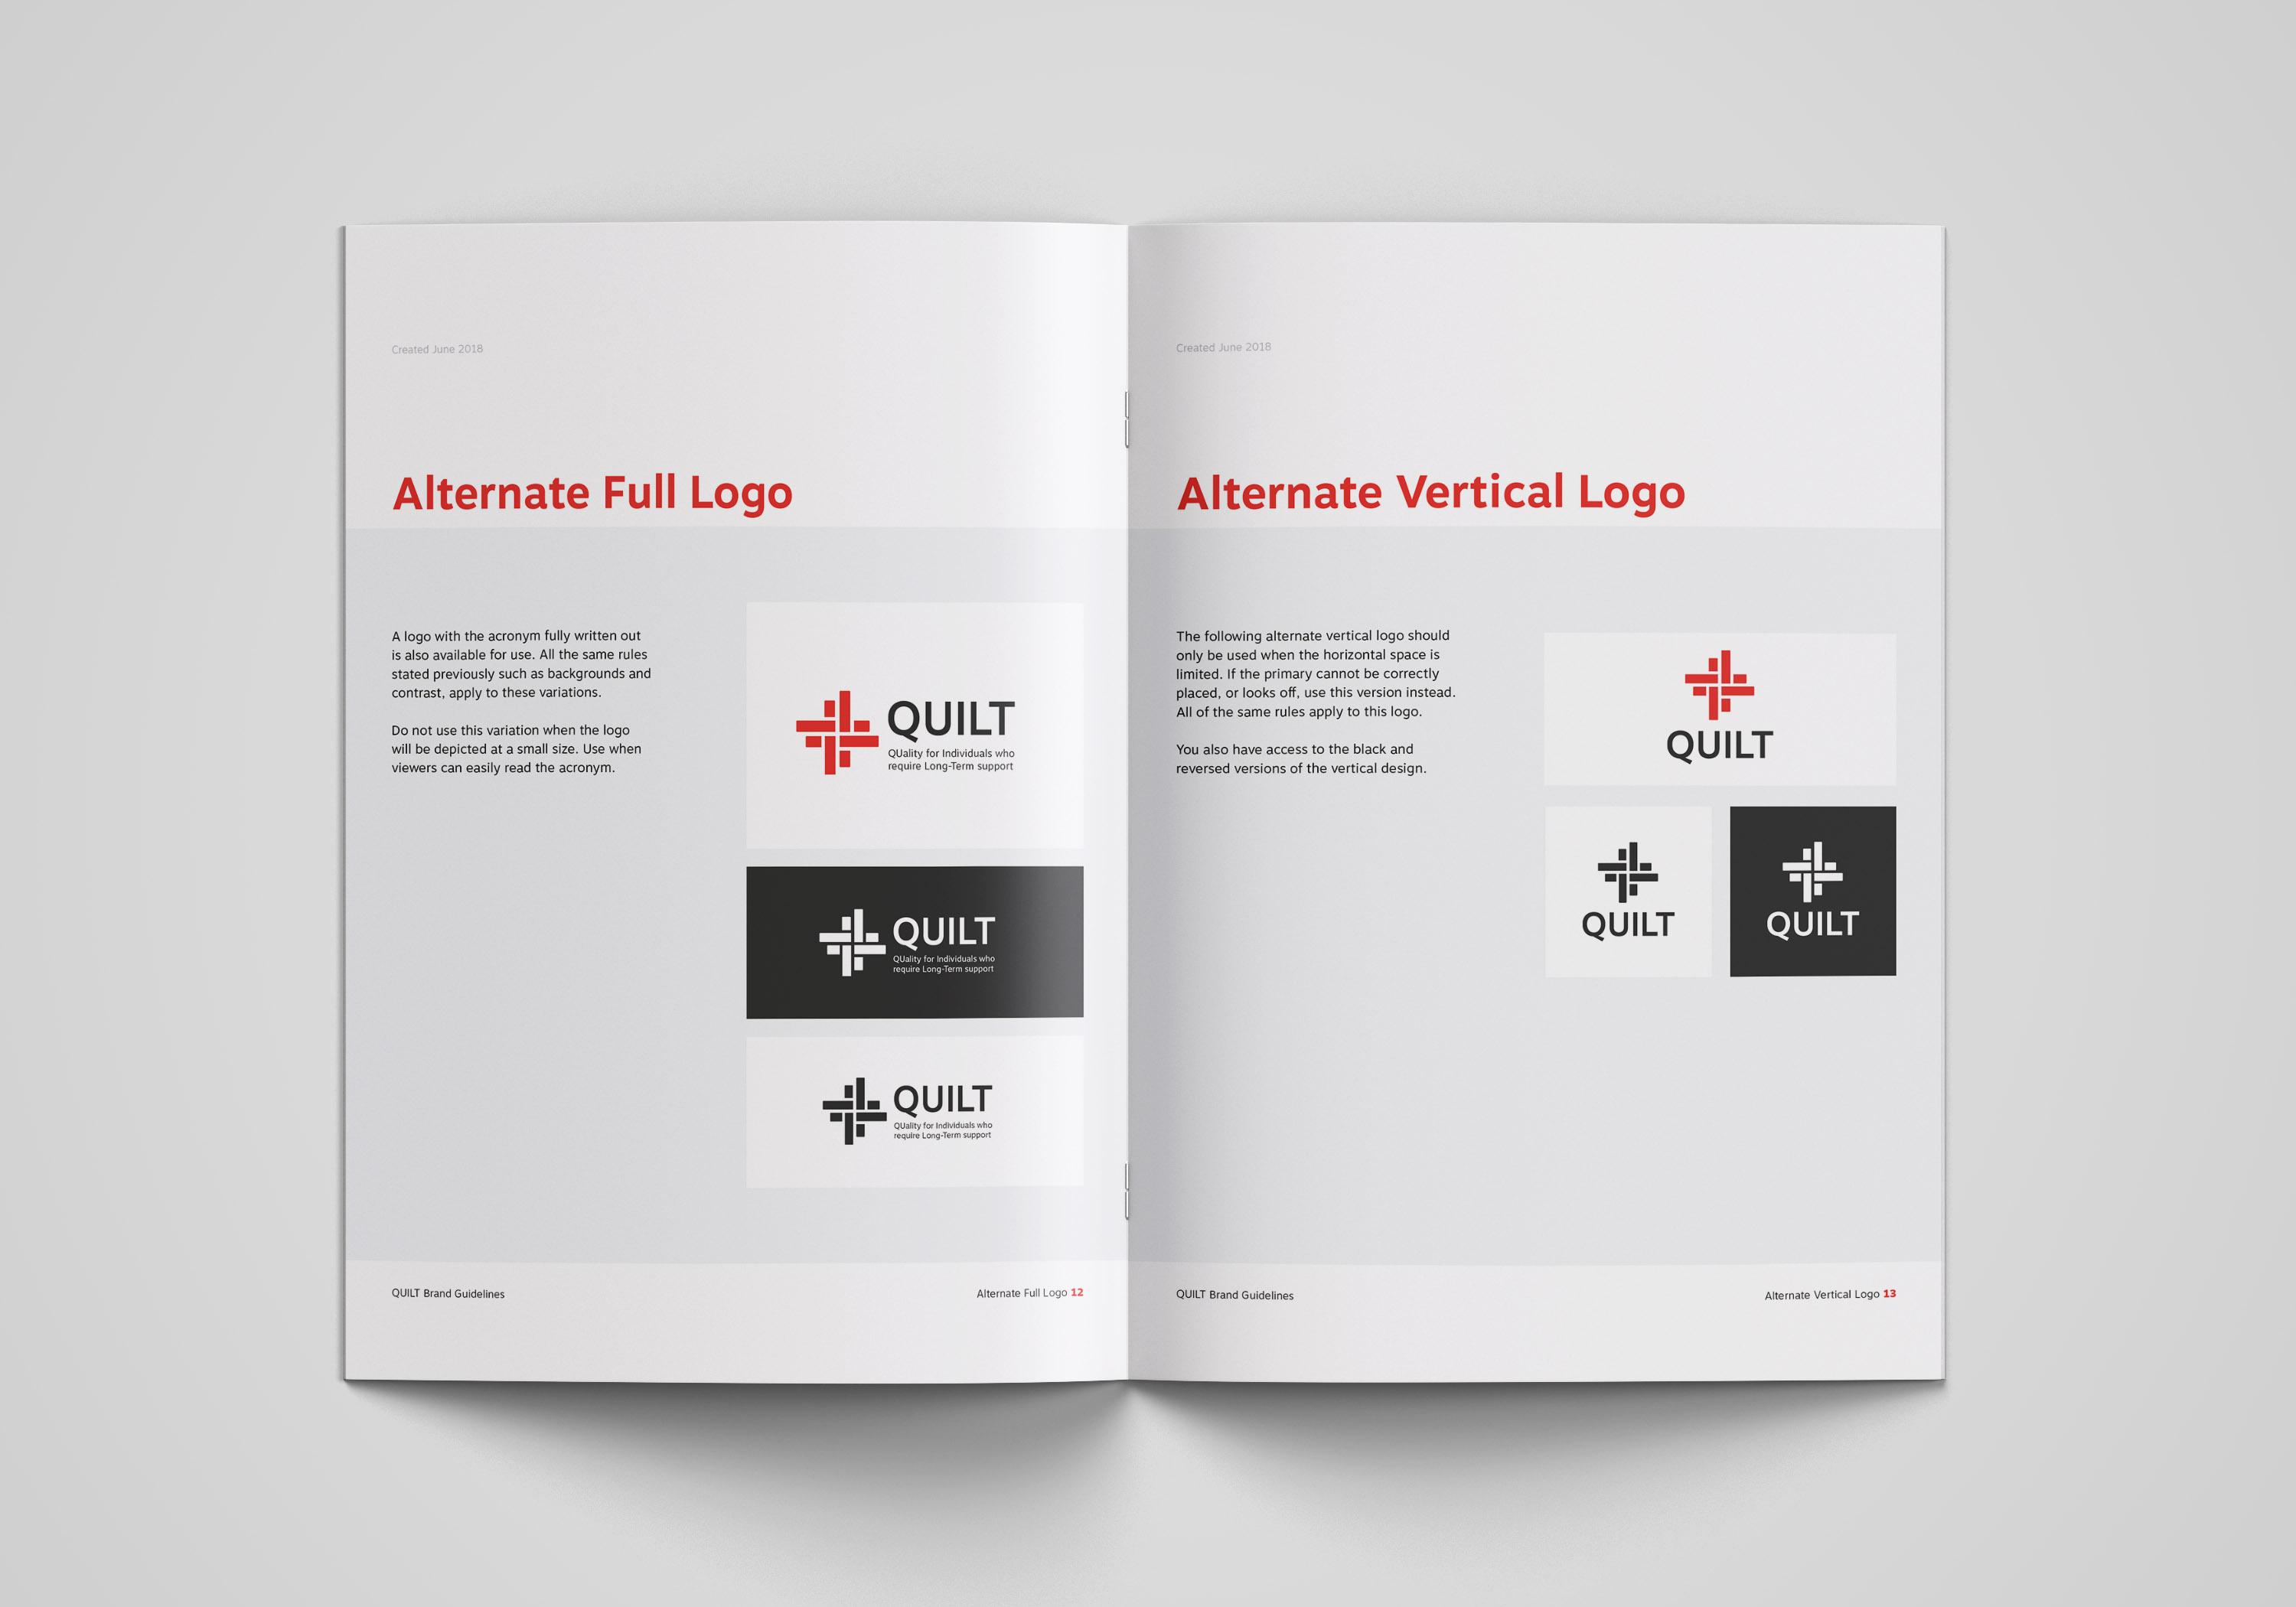 Created June 2018
Alternate Full Logo
A logo with the acronym fully written out
is also available for use. All the same rules
stated previously such as backgrounds and
contrast, apply to these variations.
Do not use this variation when the logo
will be depicted at a small size. Use when
viewers can easily read the acronym.
QUILT
QUality for Individuals who
require Long-Term support
QUILT
QUality for Individuals who
require Long-Term support
QUILT
QUality for Individuals who
require Long-Term support
QUILT Brand Guidelines
Alternate Full Logo 12
Created June 2018
Alternate Vertical Logo
The following alternate vertical logo should
only be used when the horizontal space is
limited. If the primary cannot be correctly
placed, or looks off, use this version instead.
All of the same rules apply to this logo.
You also have access to the black and
reversed versions of the vertical design.
QUILT
QUILT
QUILT
QUILT Brand Guidelines
Alternate Vertical Logo 13